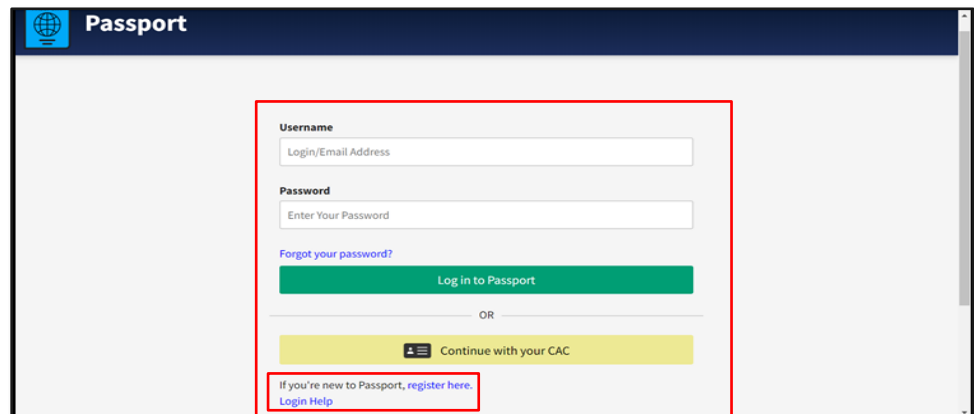 Passport
Username
Login/Email Address
Password
Enter Your Password
Forgot your password?
Log in to Passport
OR
Continue with your CAC
If you're new to Passport, register here.
Login Help